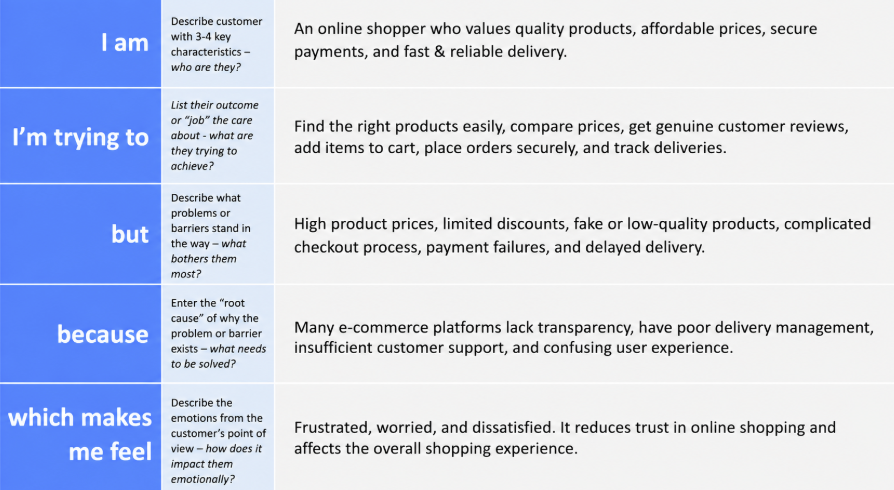 I am
Describe customer
with 3-4 key
characteristics –
who are they?
An online shopper who values quality products, affordable prices, secure
payments, and fast & reliable delivery.
I’m trying to
List their outcome
or “job” the care
about - what are
they trying to
achieve?
Find the right products easily, compare prices, get genuine customer reviews,
add items to cart, place orders securely, and track deliveries.
but
Describe what
problems or
barriers stand in
the way – what
bothers them
most?
High product prices, limited discounts, fake or low-quality products, complicated
checkout process, payment failures, and delayed delivery.
because
Enter the “root
cause” of why the
problem or barrier
exists – what needs
to be solved?
Many e-commerce platforms lack transparency, have poor delivery management,
insufficient customer support, and confusing user experience.
which makes
me feel
Describe the
emotions from the
customer’s point of
view – how does it
impact them
emotionally?
Frustrated, worried, and dissatisfied. It reduces trust in online shopping and
affects the overall shopping experience.